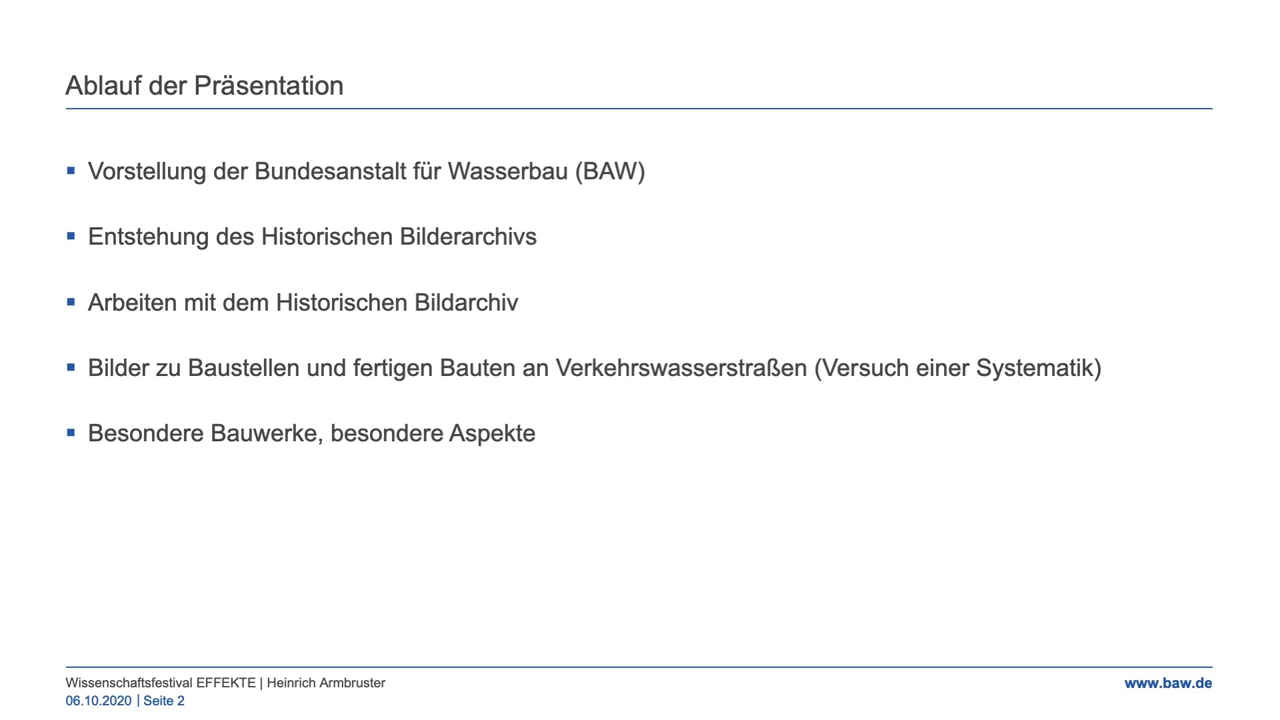 Ablauf der Präsentation
Vorstellung der Bundesanstalt für Wasserbau (BAW)
Entstehung des Historischen Bilderarchivs
Arbeiten mit dem Historischen Bildarchiv
Bilder zu Baustellen und fertigen Bauten an Verkehrswasserstraßen (Versuch einer Systematik)
Besondere Bauwerke, besondere Aspekte
Wissenschaftsfestival EFFEKTE | Heinrich Armbruster
www.baw.de
06.10.2020 | Seite 2